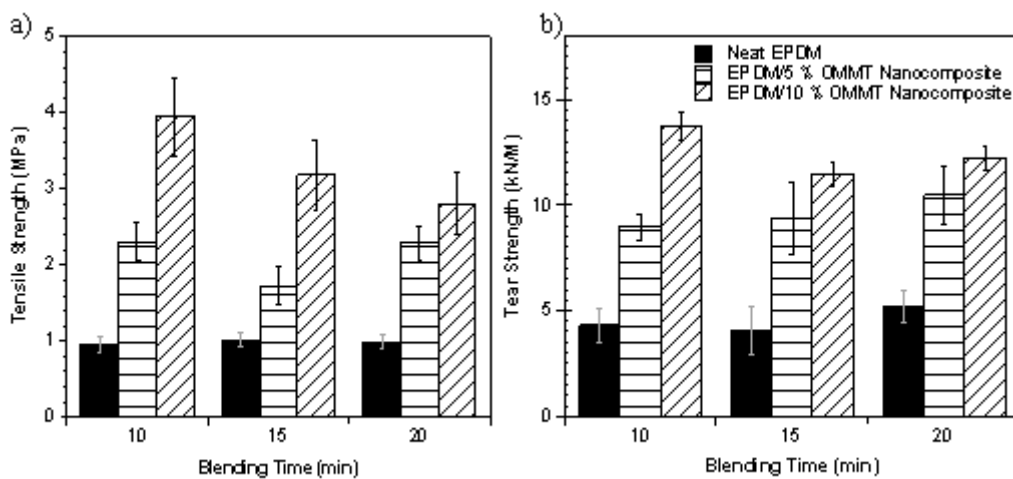 a)
5
4
3
2
1
0
Tensile Strength (MPa)
10 15 20
Blending Time (min)
b)
Neat EPDM
EPDM/5 % OMMT Nanocomposite
EPDM/10 % OMMT Nanocomposite
15
10
5
0
Tear Strength (kN/M)
10 15 20
Blending Time (min)